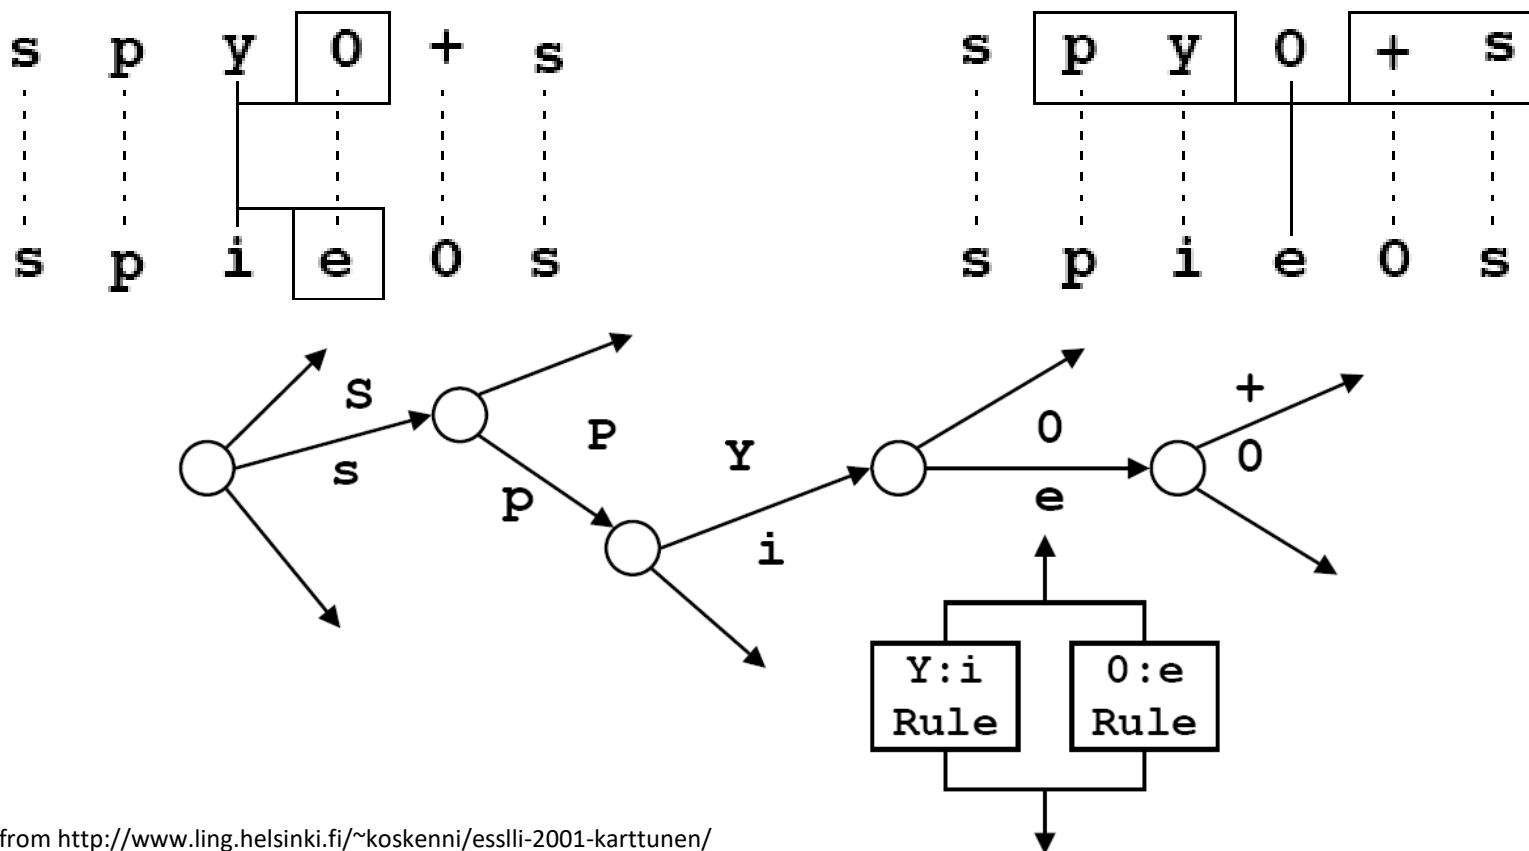 s p y 0 + s
s p i e 0 s
s p y 0 + s
s p i e 0 s
S
s
P
p
Y
i
0
e
+
0
Y:i
Rule
0:e
Rule
from http://www.ling.helsinki.fi/~koskenni/esslli-2001-karttunen/